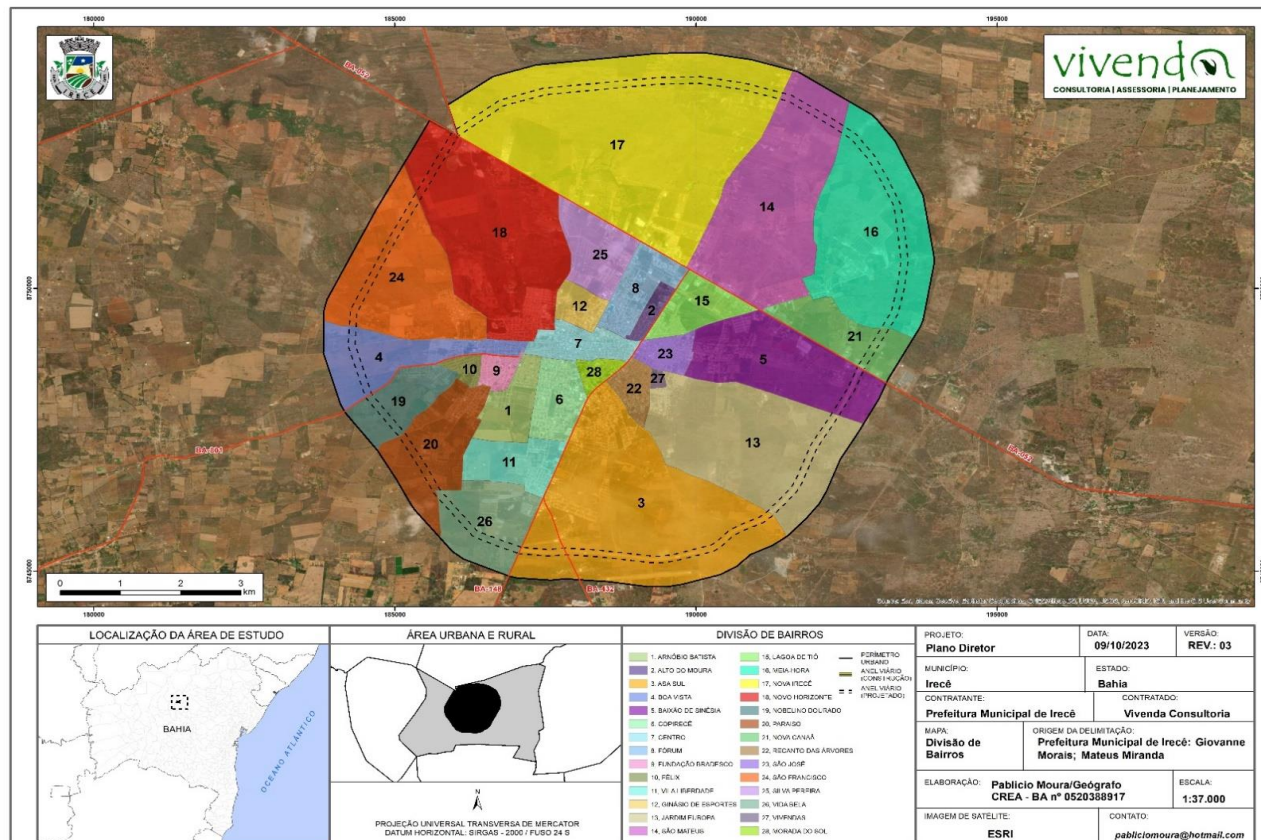 180000
185000
190000
195000
IRECÊ
vivenda
CONSULTORIA | ASSESSORIA | PLANEJAMENTO
BA-052
17
14
16
18
25
24
8
12
2
15
7
21
4
23
5
10
9
28
27
22
19
1
6
13
20
11
3
26
BA-052
BA-148
BA-432
8750000
8745000
0 1 2 3
km
180000
185000
190000
195000
LOCALIZAÇÃO DA ÁREA DE ESTUDO
BAHIA
OCEANO ATLÂNTICO
ÁREA URBANA E RURAL
N
PROJEÇÃO UNIVERSAL TRANSVERSA DE MERCATOR
DATUM HORIZONTAL: SIRGAS - 2000 / FUSO 24 S
DIVISÃO DE BAIRROS
1, ARNÓBIO BATISTA
2, ALTO DO MOURA
3, ASA SUL
4, BOA VISTA
5, BAIXÃO DE SINÉSIA
6, COPIRECÊ
7, CENTRO
8, FÓRUM
9, FUNDAÇÃO BRADESCO
10, FÉLIX
11, VILA LIBERDADE
12, GINÁSIO DE ESPORTES
13, JARDIM EUROPA
14, SÃO MATEUS
15, LAGOA DE TIÓ
16, MEIA-HORA
17, NOVA IRECÊ
18, NOVO HORIZONTE
19, NOBELINO DOURADO
20, PARAISO
21, NOVA CANAÃ
22, RECANTO DAS ÁRVORES
23, SÃO JOSÉ
24, SÃO FRANCISCO
25, SILVA PEREIRA
26, VIDA BELA
27, VIVENDAS
28, MORADA DO SOL
PERÍMETRO
URBANO
ANEL VIÁRIO
(CONSTRUÇÃO)
ANEL VIÁRIO
(PROJETADO)
PROJETO:
Plano Diretor
DATA:
09/10/2023
VERSÃO:
REV.: 03
MUNICÍPIO:
Irecê
ESTADO:
Bahia
CONTRATANTE:
Prefeitura Municipal de Irecê
CONTRATADO:
Vivenda Consultoria
MAPA:
Divisão de
Bairros
ORIGEM DA DELIMITAÇÃO:
Prefeitura Municipal de Irecê: Giovanne
Morais; Mateus Miranda
ELABORAÇÃO: Pablicio Moura/Geógrafo
CREA - BA nº 0520388917
ESCALA:
1:37.000
IMAGEM DE SATÉLITE:
ESRI
CONTATO:
pabliciomoura@hotmail.com